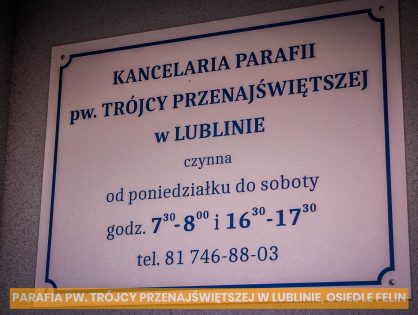 KANCELARIA PARAFII
pw. TRÓJCY PRZENAJŚWIĘTSZEJ
w LUBLINIE
czynna
od poniedziałku do soboty
godz. 7³⁰-8⁰⁰ i 16³⁰-17³⁰
tel. 81 746-88-03
PARAFIA PW. TRÓJCY PRZENAJŚWIĘTSZEJ W LUBLINIE, OSIEDLE FELIN